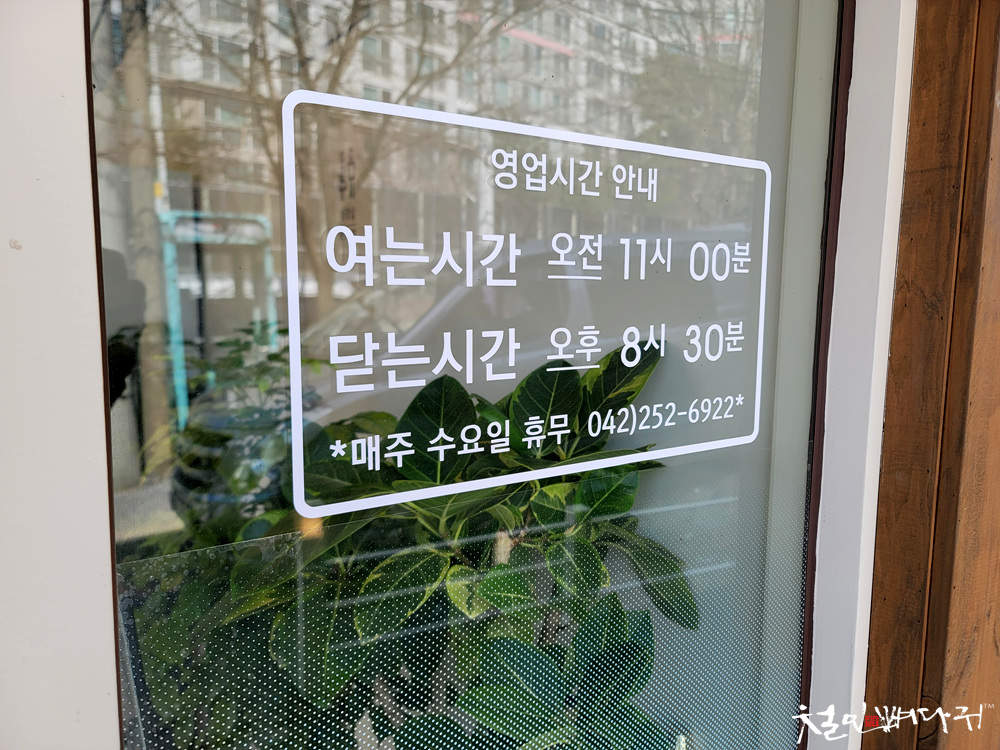 영업시간 안내
여는시간 오전 11시 00분
닫는시간 오후 8시 30분
*매주 수요일 휴무 042)252-6922*